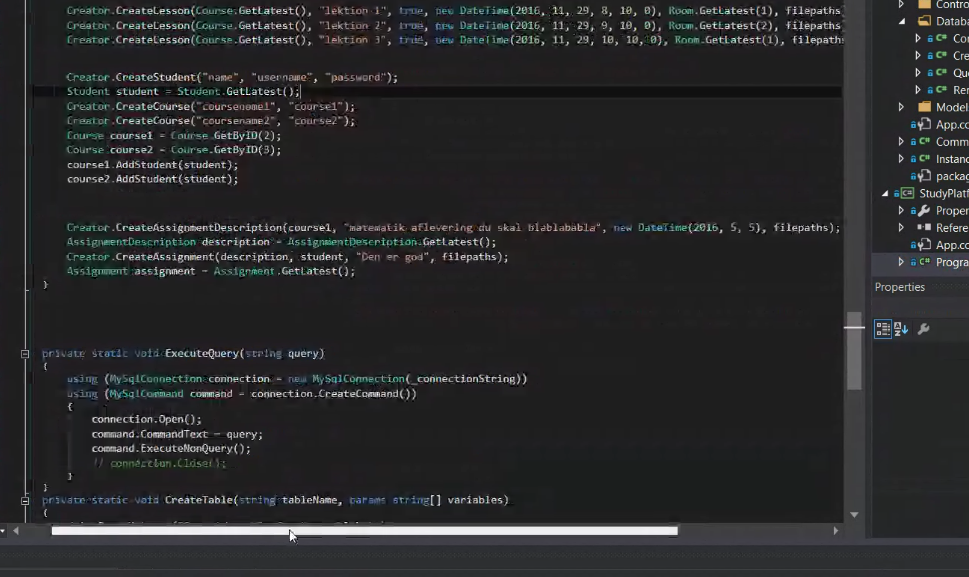 Creator.CreateLesson(Course.GetLatest(), "lektion 1", true, new DateTime(2016, 11, 29, 8, 10, 0), Room.GetLatest(1), filepaths
Creator.CreateLesson(Course.GetLatest(), "lektion 2", true, new DateTime(2016, 11, 29, 9, 10, 0), Room.GetLatest(2), filepaths
Creator.CreateLesson(Course.GetLatest(), "lektion 3", true, new DateTime(2016, 11, 29, 10, 10, 0), Room.GetLatest(1), filepaths
Creator.CreateStudent("name", "username", "password");
Student student = Student.GetLatest();
Creator.CreateCourse("coursename1", "course1");
Creator.CreateCourse("coursename2", "course2");
Course course1 = Course.GetByID(2);
Course course2 = Course.GetByID(3);
course1.AddStudent(student);
course2.AddStudent(student);
Creator.CreateAssignmentDescription(course1, "matematik aflevering du skal blablabla", new DateTime(2016, 5, 5), filepaths);
AssignmentDescription description = AssignmentDescription.GetLatest();
Creator.CreateAssignment(description, student, "Den er god", filepaths);
Assignment assignment = Assignment.GetLatest();
}
private static void ExecuteQuery(string query)
{
using (MySqlConnection connection = new MySqlConnection(_connectionString))
using (MySqlCommand command = connection.CreateCommand())
{
connection.Open();
command.CommandText = query;
command.ExecuteNonQuery();
// connection.Close();
}
}
private static void CreateTable(string tableName, params string[] variables)
{
Contro
Databa
Co
Cre
Qu
Re
Model
App.co
Comm
Instan
packa
StudyPlatf
Proper
Refere
App.co
Progra
Properties